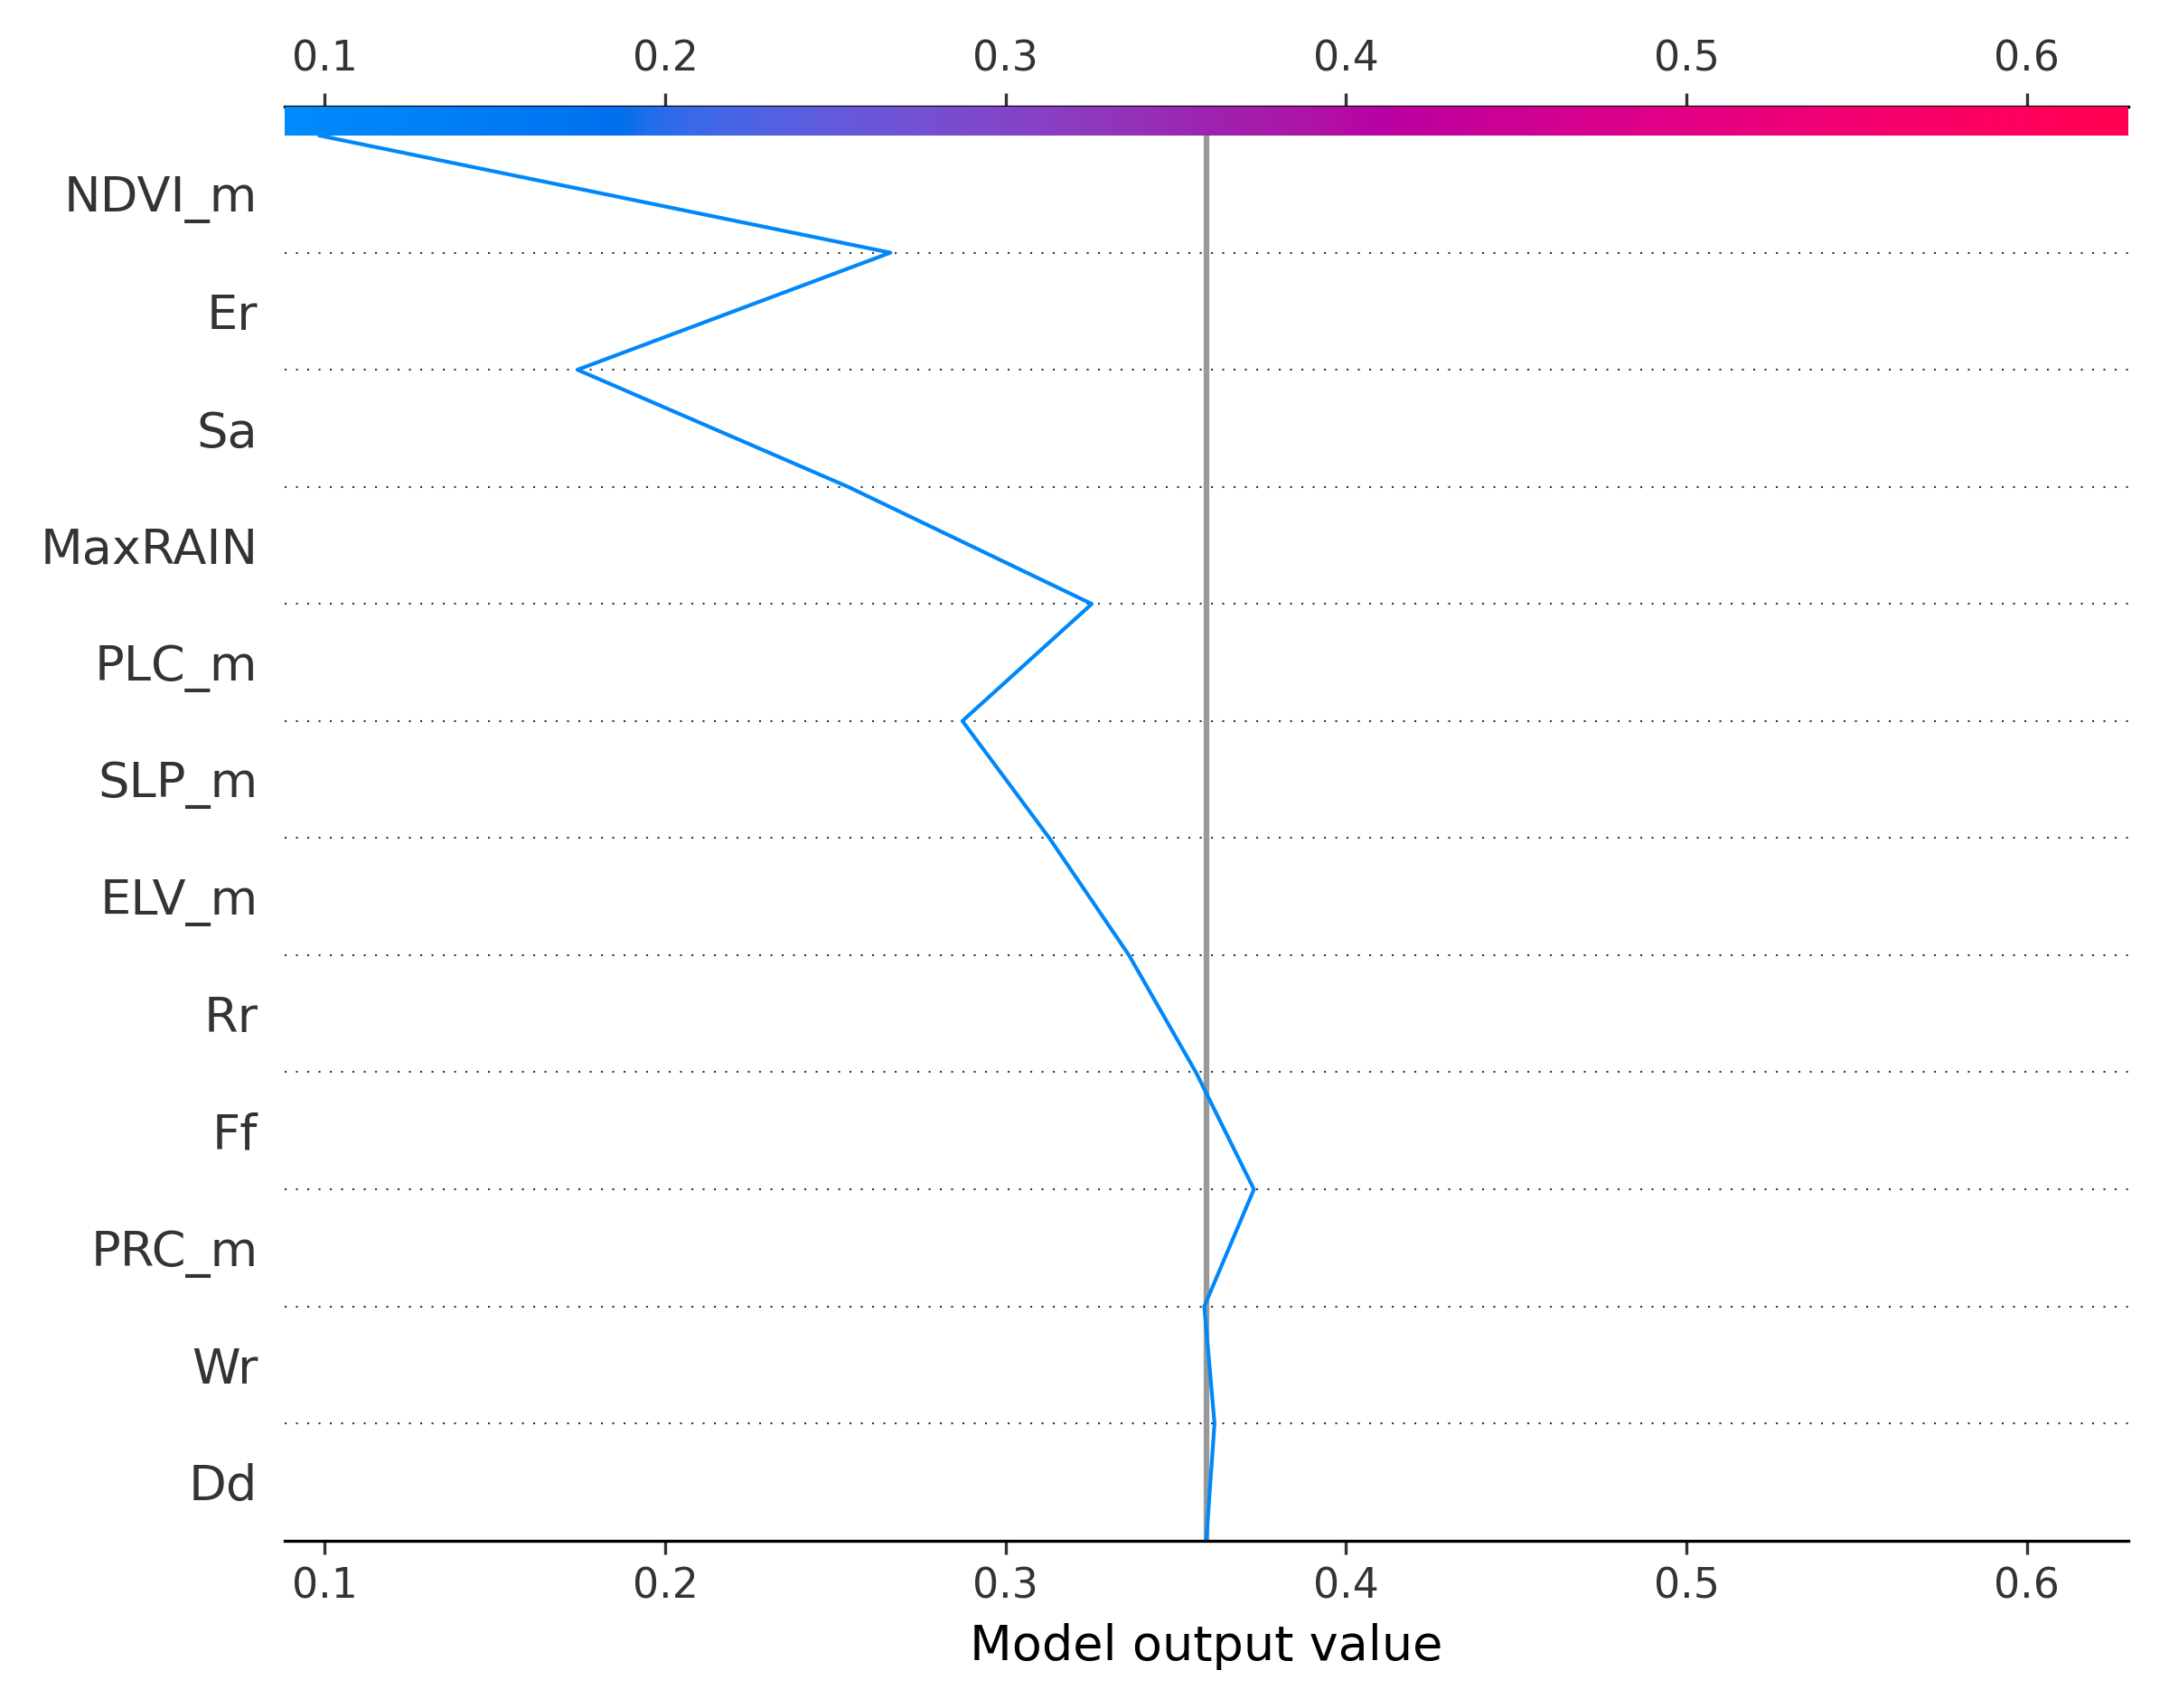 0.1 0.2 0.3 0.4 0.5 0.6
NDVI_m
Er
Sa
MaxRAIN
PLC_m
SLP_m
ELV_m
Rr
Ff
PRC_m
Wr
Dd
0.1 0.2 0.3 0.4 0.5 0.6
Model output value